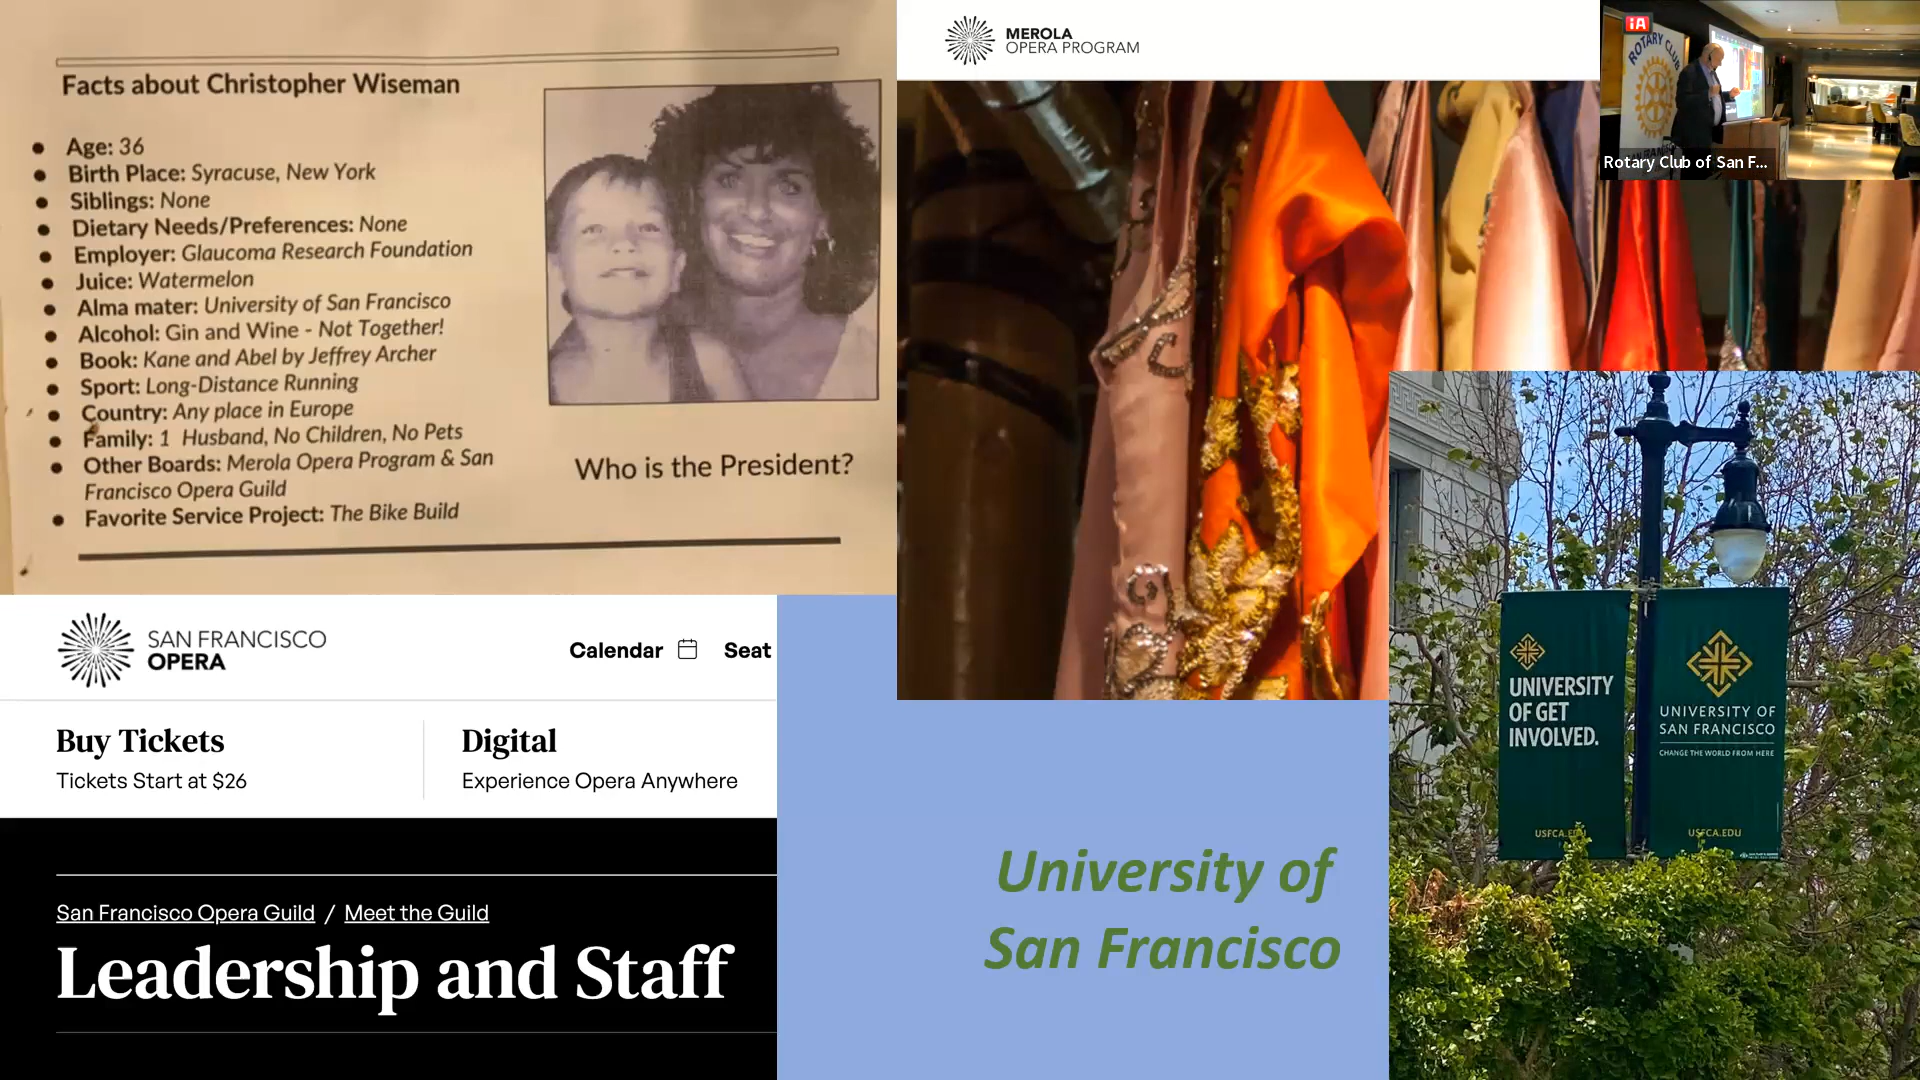 Facts about Christopher Wiseman
Age: 36
Birth Place: Syracuse, New York
Siblings: None
Dietary Needs/Preferences: None
Employer: Glaucoma Research Foundation
Juice: Watermelon
Alma mater: University of San Francisco
Alcohol: Gin and Wine - Not Together!
Book: Kane and Abel by Jeffrey Archer
Sport: Long-Distance Running
Country: Any place in Europe
Family: 1 Husband, No Children, No Pets
Other Boards: Merola Opera Program & San
Francisco Opera Guild
Favorite Service Project: The Bike Build
Who is the President?
MEROLA
OPERA PROGRAM
iA
ROTARY CLUB
Rotary Club of San F...
SAN FRANCISCO
OPERA
Calendar
Seat
Buy Tickets
Tickets Start at $26
Digital
Experience Opera Anywhere
San Francisco Opera Guild / Meet the Guild
Leadership and Staff
University of
San Francisco
UNIVERSITY
OF GET
INVOLVED.
USFCA.EDU
UNIVERSITY OF
SAN FRANCISCO
CHANGE THE WORLD FROM HERE
USFCA.EDU